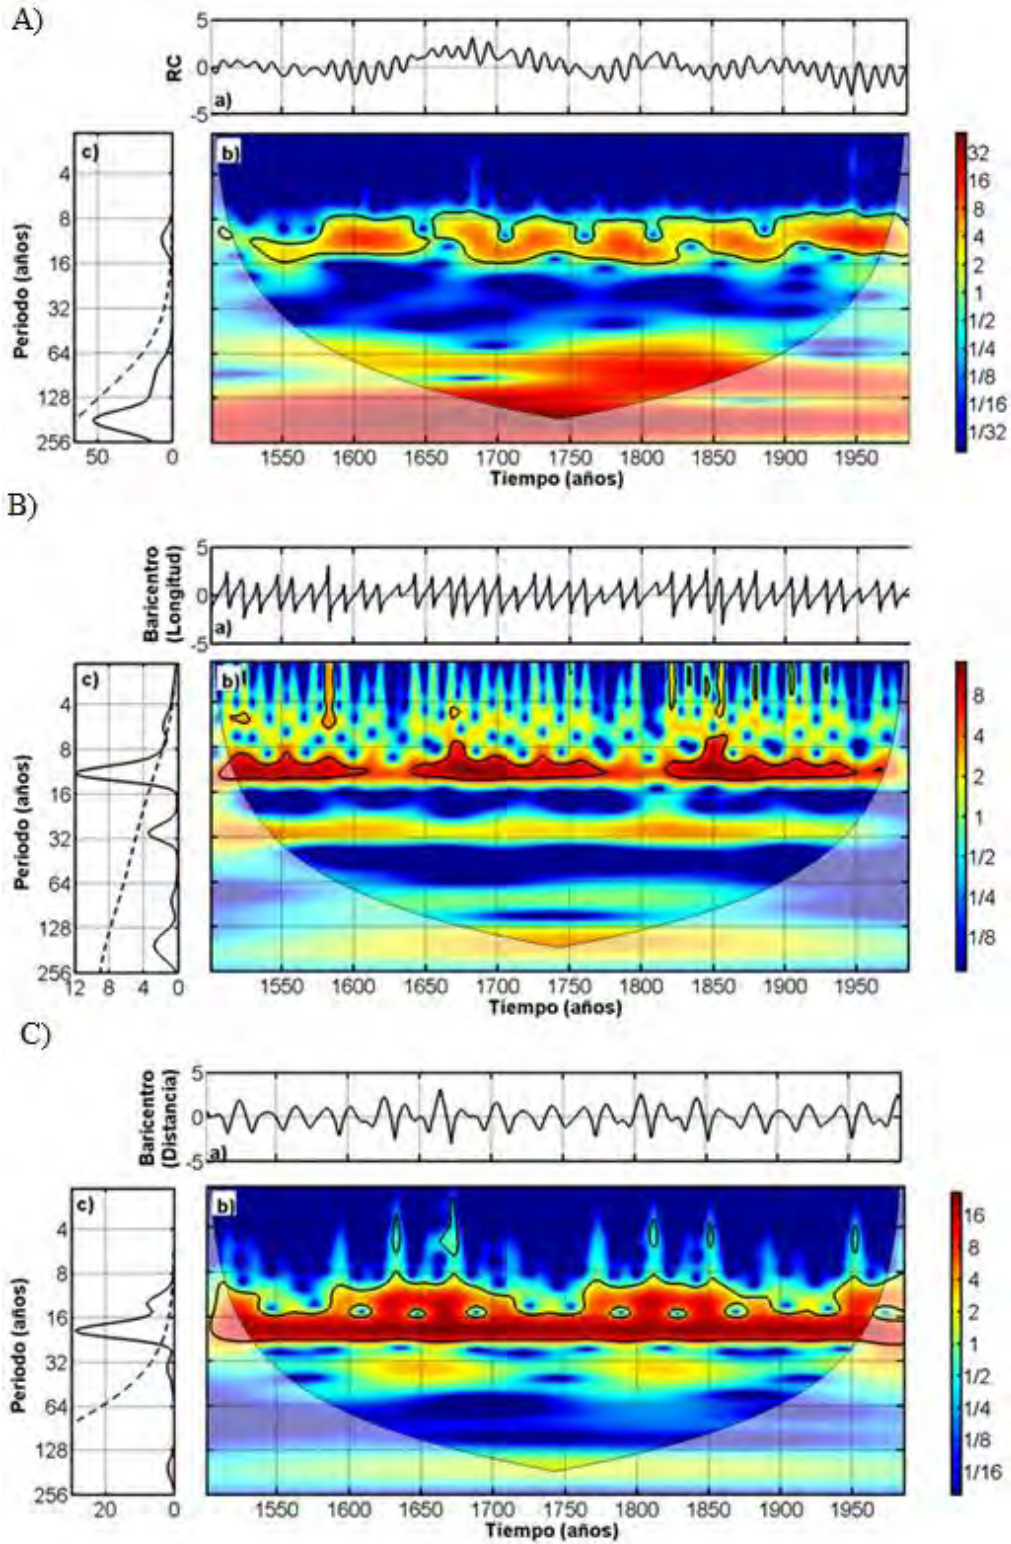 A)
RC
5
0
-5
a)
c)
b)
Periodo (años)
4
8
16
32
64
128
256
50 0
1550 1600 1650 1700 1750 1800 1850 1900 1950
Tiempo (años)
32
16
8
4
2
1
1/2
1/4
1/8
1/16
1/32
B)
Baricentro
(Longitud)
5
0
-5
a)
c)
b)
Periodo (años)
4
8
16
32
64
128
256
12 8 4 0
1550 1600 1650 1700 1750 1800 1850 1900 1950
Tiempo (años)
8
4
2
1
1/2
1/4
1/8
C)
Baricentro
(Distancia)
5
0
-5
a)
c)
b)
Periodo (años)
4
8
16
32
64
128
256
20 0
1550 1600 1650 1700 1750 1800 1850 1900 1950
Tiempo (años)
16
8
4
2
1
1/2
1/4
1/8
1/16